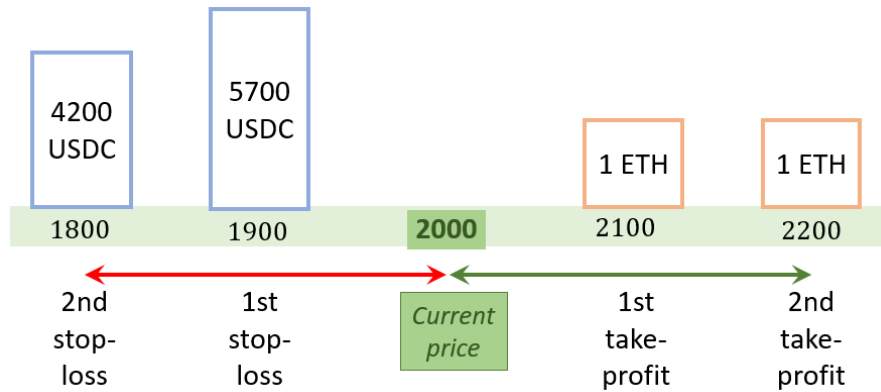 4200
USDC
5700
USDC
1 ETH
1 ETH
1800
1900
2000
2100
2200
2nd
stop-
loss
1st
stop-
loss
Current
price
1st
take-
profit
2nd
take-
profit